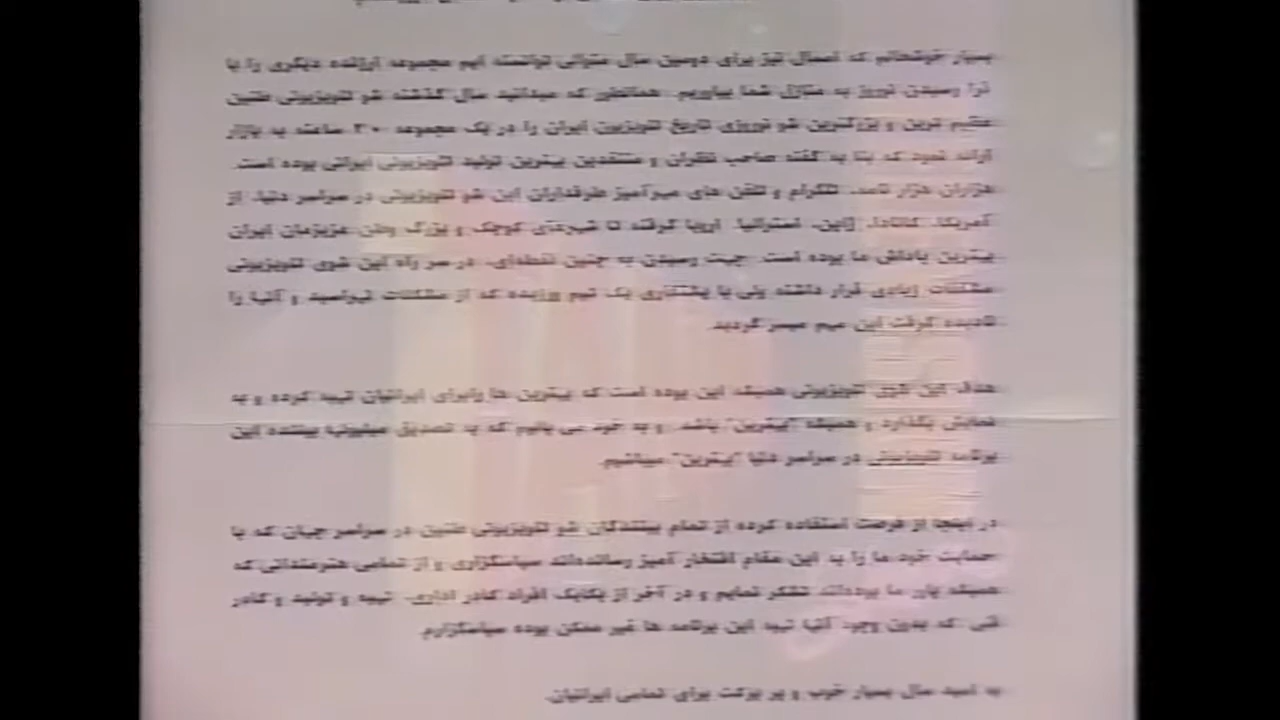 بسیار خوشحالم که امسال نیز برای دومین سال متوالی توانسته ایم مجموعه ارزنده دیگری را با
فرا رسیدن نوروز به منازل شما بیاوریم. همانطور که میدانید سال گذشته شو تلویزیونی طنین
عظیم ترین و بزرگترین شو نوروزی تاریخ تلویزیون ایران را در یک مجموعه ۳۰ ساعته به بازار
ارائه نمود که بنا به گفته صاحب نظران و منتقدین بهترین تولید تلویزیونی ایرانی بوده است.
هزاران هزار نامه، تلگرام و تلفن های مهرآمیز طرفداران این شو تلویزیونی در سراسر دنیا، از
آمریکا، کانادا، ژاپن، استرالیا، اروپا گرفته تا شهرهای کوچک و بزرگ وطن عزیزمان ایران
بهترین پاداش ما بوده است. جهت رسیدن به چنین نقطه‌ای، در سر راه این شوی تلویزیونی
مشکلات زیادی قرار داشته ولی با پشتکاری یک تیم ورزیده که از مشکلات نهراسید و آنها را
نادیده گرفت این مهم میسر گردید.
هدف این شوی تلویزیونی همیشه این بوده است که بهترین ها رابرای ایرانیان تهیه کرده و به
نمایش بگذارد و همیشه "بهترین" باشد. و به خود می بالیم که به تصدیق میلیونها بیننده این
برنامه تلویزیونی در سراسر دنیا "بهترین" میباشیم.
در اینجا از فرصت استفاده کرده از تمام بینندگان شو تلویزیونی طنین در سراسر جهان که با
حمایت خود ما را به این مقام افتخار آمیز رسانده‌اند سپاسگزاری و از تمامی هنرمندانی که
همیشه یاور ما بوده‌اند تشکر نمایم و در آخر از یکایک افراد کادر اداری، تهیه و تولید و کادر
فنی که بدون وجود آنها تهیه این برنامه ها غیر ممکن بوده سپاسگزارم.
به امید سال بسیار خوب و پر برکت برای تمامی ایرانیان.